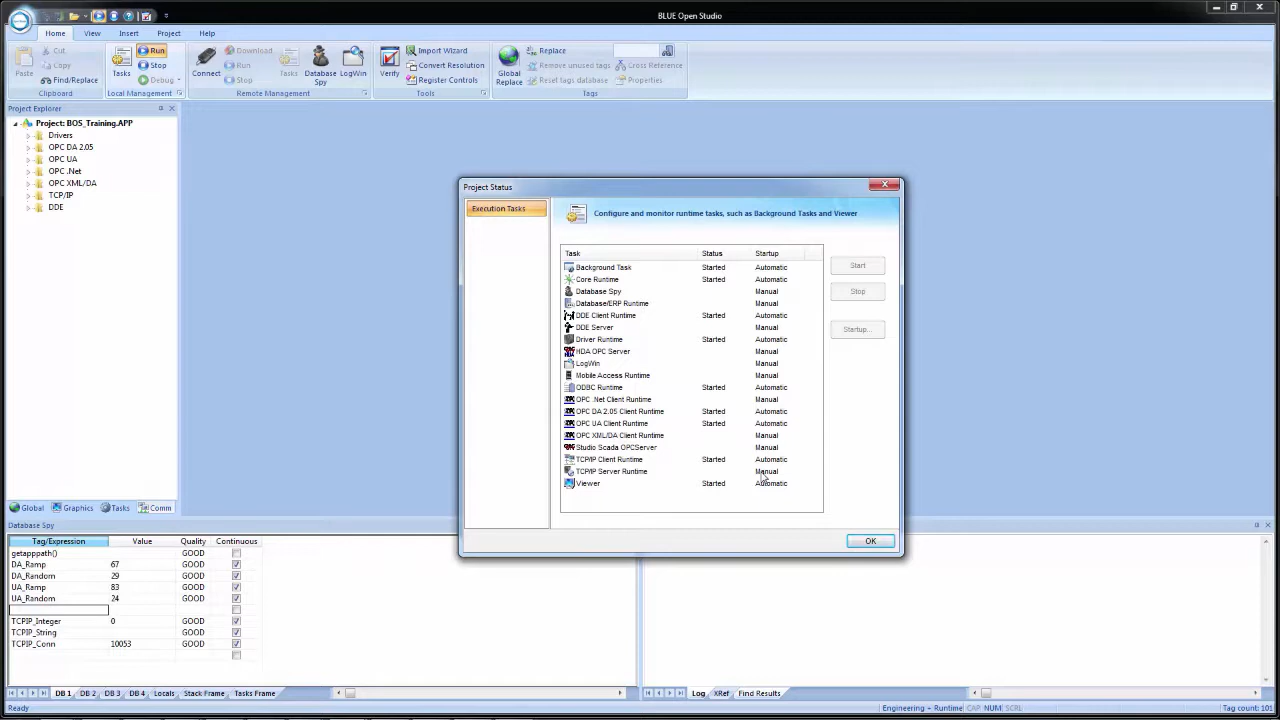 BLUE Open Studio
Home View Insert Project Help
Cut
Copy
Paste
Find/Replace
Clipboard
Tasks
Run
Stop
Debug
Local Management
Connect
Download
Run
Stop
Tasks
Database Spy
LogWin
Remote Management
Verify
Import Wizard
Convert Resolution
Register Controls
Tools
Global Replace
Replace
Remove unused tags
Reset tags database
Cross Reference
Properties
Tags
Project Explorer
Project: BOS_Training.APP
Drivers
OPC DA 2.05
OPC UA
OPC .Net
OPC XML/DA
TCP/IP
DDE
Global Graphics Tasks Comm
Project Status
Execution Tasks
Configure and monitor runtime tasks, such as Background Tasks and Viewer
Task Status Startup
Background Task Started Automatic
Core Runtime Started Automatic
Database Spy Manual
Database/ERP Runtime Manual
DDE Client Runtime Started Automatic
DDE Server Manual
Driver Runtime Started Automatic
HDA OPC Server Manual
LogWin Manual
Mobile Access Runtime Manual
ODBC Runtime Started Automatic
OPC .Net Client Runtime Manual
OPC DA 2.05 Client Runtime Started Automatic
OPC UA Client Runtime Started Automatic
OPC XML/DA Client Runtime Manual
Studio Scada OPCServer Manual
TCP/IP Client Runtime Started Automatic
TCP/IP Server Runtime Manual
Viewer Started Automatic
Start
Stop
Startup...
OK
Database Spy
Tag/Expression Value Quality Continuous
getapppath() GOOD
DA_Ramp 67 GOOD
DA_Random 29 GOOD
UA_Ramp 83 GOOD
UA_Random 24 GOOD
TCPIP_Integer 0 GOOD
TCPIP_String GOOD
TCPIP_Conn 10053 GOOD
DB 1 DB 2 DB 3 DB 4 Locals Stack Frame Tasks Frame
Log XRef Find Results
Ready
Engineering - Runtime CAP NUM SCRL Tag count: 101